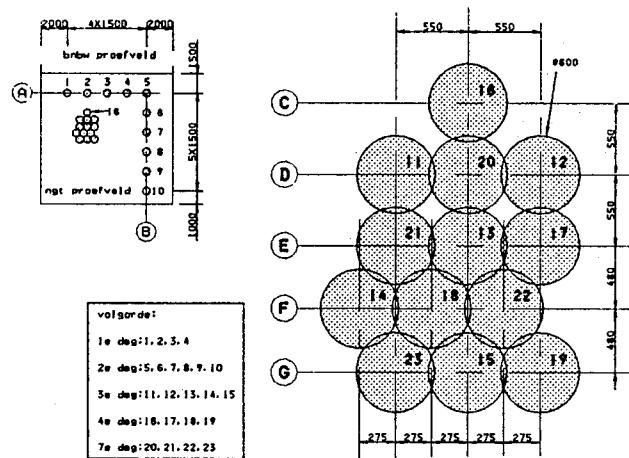 2000 4X1500 2000
bnbw proefveld
1500
1 2 3 4 5
A
16
6
7
8
9
10
5X1500
ngt proefveld
1000
B
volgorde:
1e dag:1,2,3,4
2e dag:5,6,7,8,9,10
3e dag:11,12,13,14,15
4e dag:16,17,18,19
7e dag:20,21,22,23
550 550
ø600
C 16
550
D 11 20 12
550
E 21 13 17
480
F 14 18 22
480
G 23 15 19
275 275 275 275 275